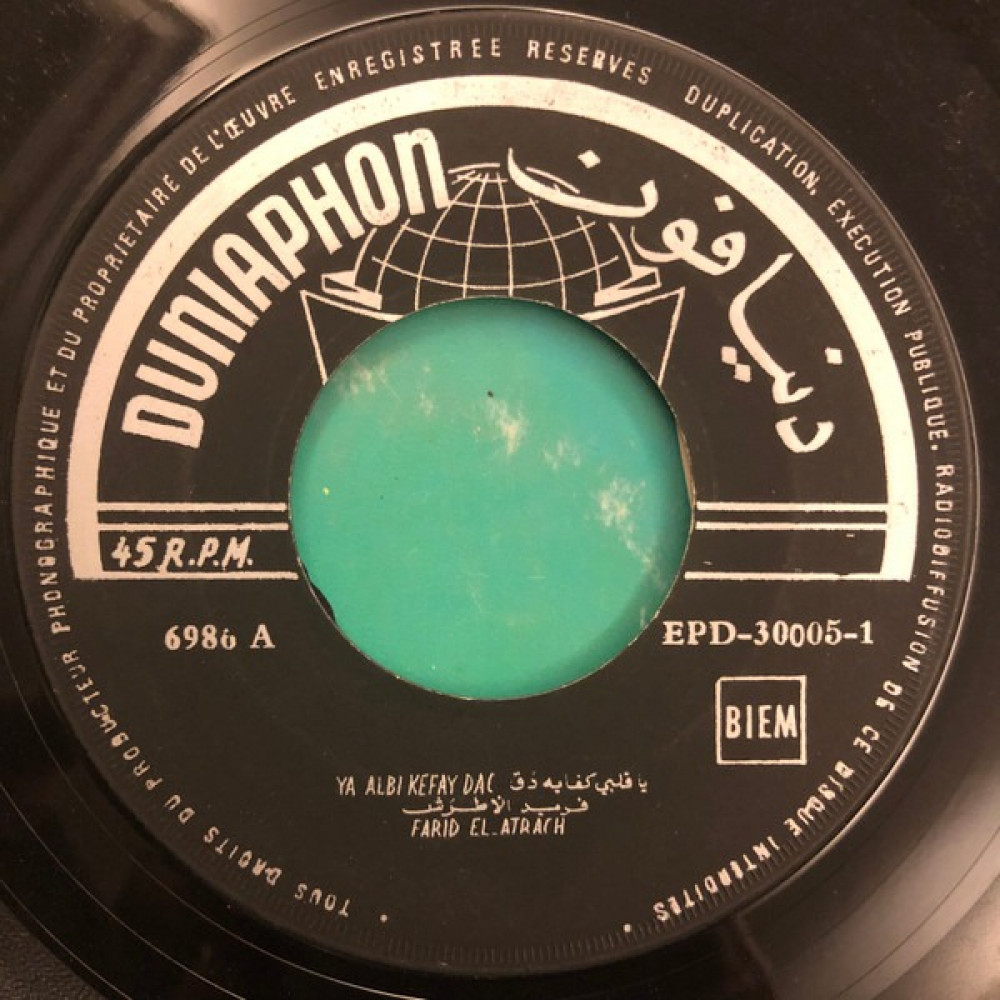 TOUS DROITS DU PRODUCTEUR PHONOGRAPHIQUE ET DU PROPRIETAIRE DE L'ŒUVRE ENREGISTREE RESERVES DUPLICATION, EXECUTION PUBLIQUE, RADIODIFFUSION DE CE DISQUE INTERDITES
DUNIAPHON دنيافون
45 R.P.M.
6986 A EPD-30005-1
BIEM
YA ALBI KEFAY DAC يا قلبي كفايه دق
فريد الاطرش
FARID EL-ATRACH